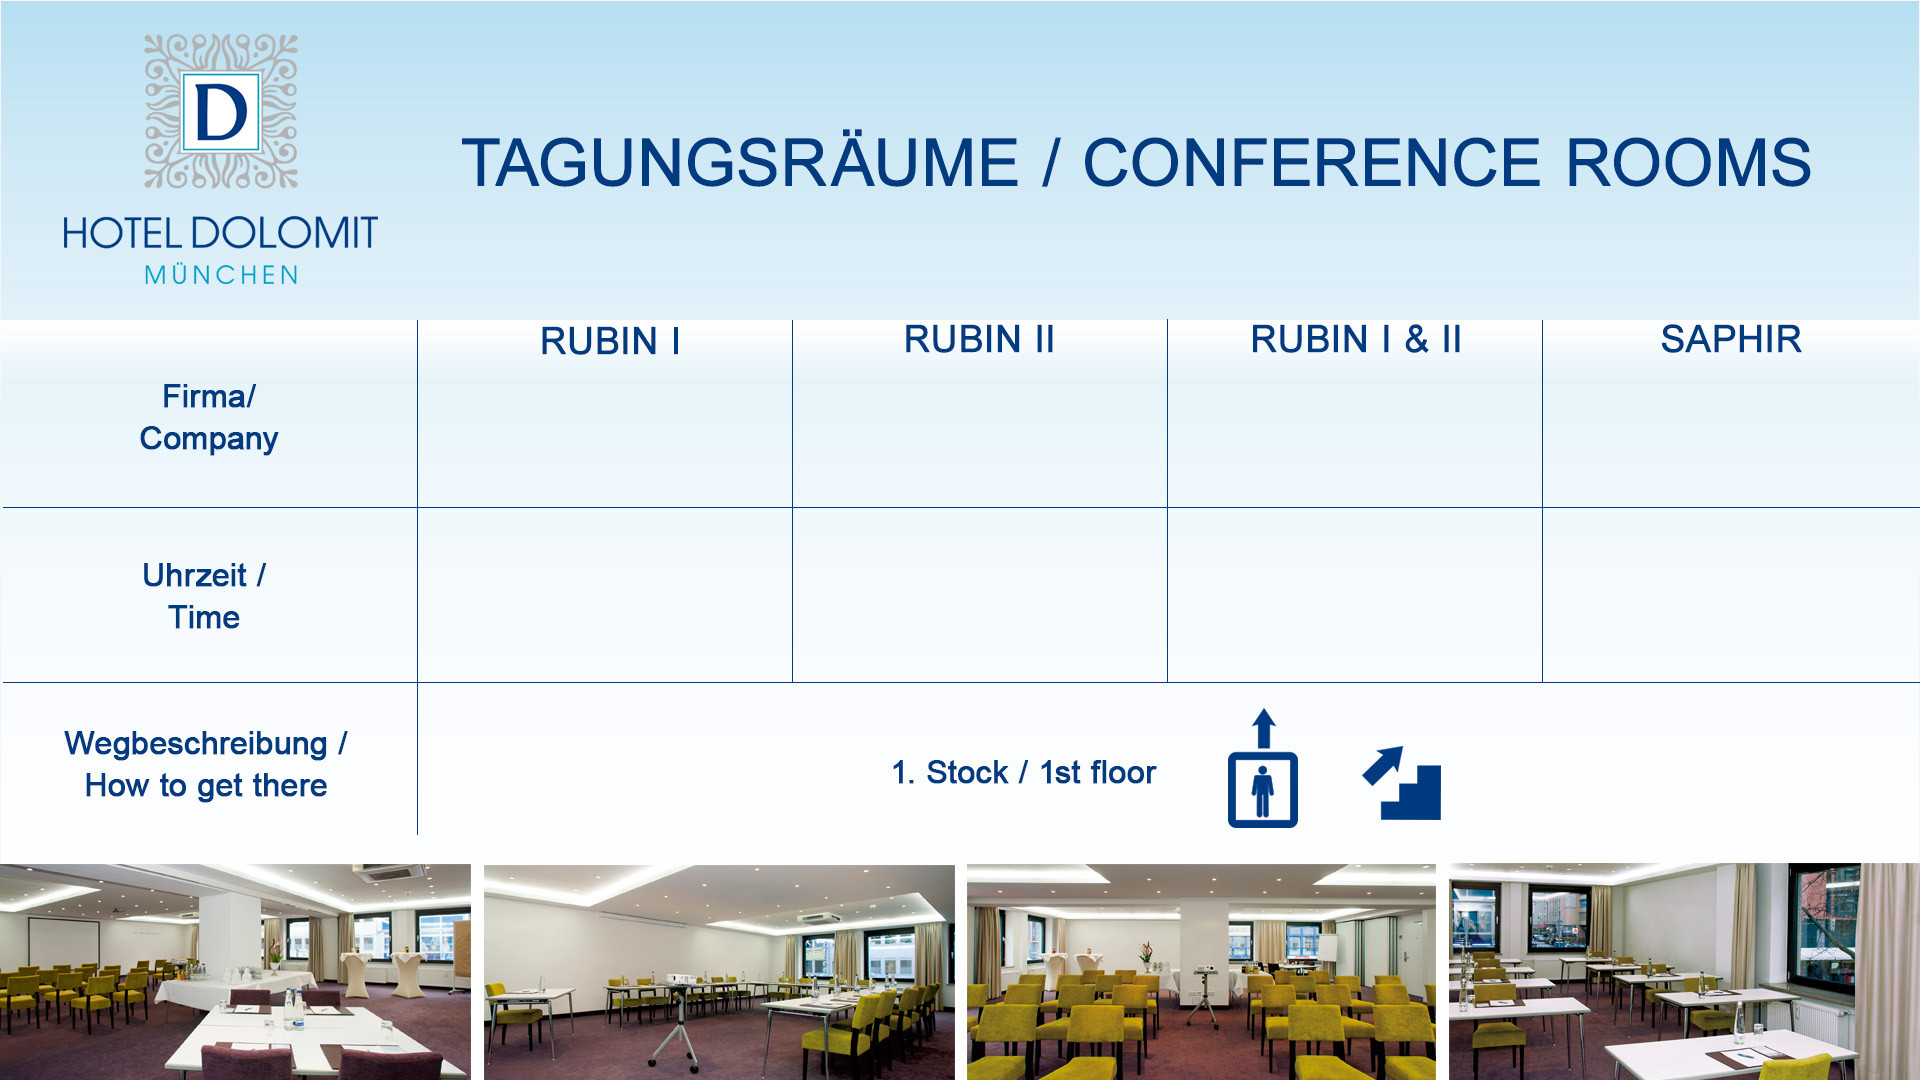 D
HOTEL DOLOMIT
MÜNCHEN
TAGUNGSRÄUME / CONFERENCE ROOMS
RUBIN I
RUBIN II
RUBIN I & II
SAPHIR
Firma/
Company
Uhrzeit /
Time
Wegbeschreibung /
How to get there
1. Stock / 1st floor